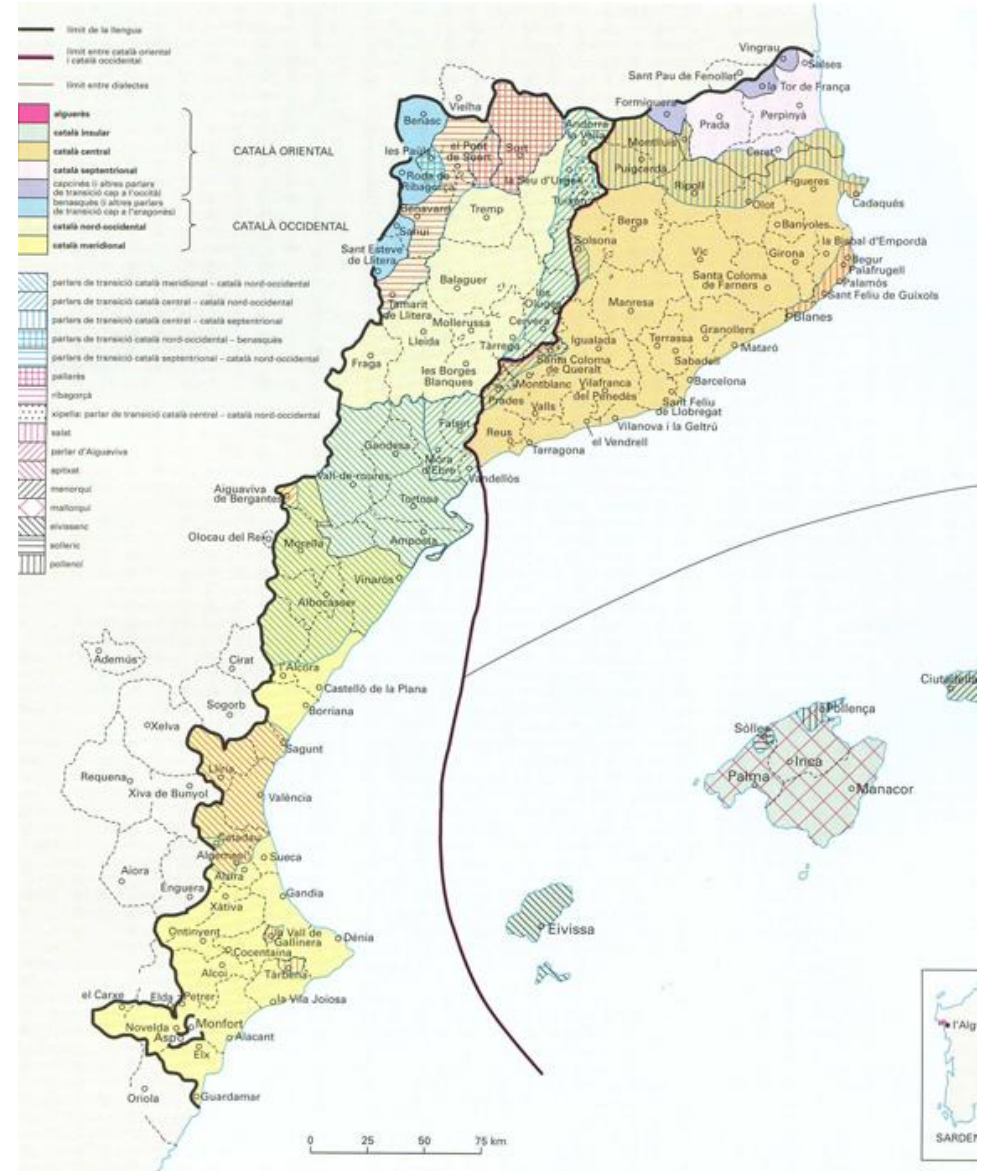 límit de la llengua
límit entre català oriental
i català occidental
límit entre dialectes
alguerès
català insular
català central
català septentrional
capcinès (i altres parlars
de transició cap a l'occità)
benasquès (i altres parlars
de transició cap a l'aragonès)
català nord-occidental
català meridional
CATALÀ ORIENTAL
CATALÀ OCCIDENTAL
parlars de transició català meridional – català nord-occidental
parlars de transició català central – català nord-occidental
parlars de transició català central – català septentrional
parlars de transició català nord-occidental – benasquès
parlars de transició català septentrional – català nord-occidental
pallarès
ribagorçà
xipella: parlar de transició català central – català nord-occidental
salat
parlar d'Aiguaviva
apitxat
menorquí
mallorquí
eivissenc
solleric
pollencí
Vingrau
Salses
Sant Pau de Fenollet
la Tor de França
Formiguera
Prada
Perpinyà
Vielha
Benasc
Andorra
la Vella
Montlluís
Ceret
les Paüls
el Pont
de Suert
Sort
Roda de
Ribagorça
la Seu d'Urgell
Puigcerdà
Ripoll
Figueres
Tuixén
Olot
Cadaqués
Benavarri
Tremp
Berga
Banyoles
Sanui
Solsona
Vic
Girona
la Bisbal d'Empordà
Sant Esteve
de Llitera
Begur
Palafrugell
Balaguer
Santa Coloma
de Farners
Palamós
Sant Feliu de Guíxols
Tamarit
de Llitera
les
Oluges
Manresa
Blanes
Mollerussa
Cervera
Granollers
Lleida
Tàrrega
Igualada
Terrassa
Mataró
Fraga
Santa Coloma
de Queralt
Sabadell
les Borges
Blanques
Montblanc
Vilafranca
del Penedès
Barcelona
Prades
Valls
Sant Feliu
de Llobregat
Falset
Reus
Vilanova i la Geltrú
el Vendrell
Tarragona
Gandesa
Móra
d'Ebre
Vandellòs
Vall-de-roures
Aiguaviva
de Bergantes
Tortosa
Olocau del Rei
Morella
Amposta
Vinaròs
Albocàsser
Ademús
Cirat
l'Alcora
Castelló de la Plana
Sogorb
Borriana
Xelva
Sagunt
Llíria
Requena
Xiva de Bunyol
València
Catadau
Algemesí
Sueca
Aiora
Alzira
Énguera
Gandia
Xàtiva
Ontinyent
la Vall de
Gallinera
Dénia
Cocentaina
Alcoi
Tàrbena
el Carxe
Elda
Petrer
la Vila Joiosa
Novelda
Monfort
Asp
Alacant
Elx
Oriola
Guardamar
Ciutadella
Pollença
Sóller
Inca
Palma
Manacor
Eivissa
l'Alg
SARDEN
0 25 50 75 km